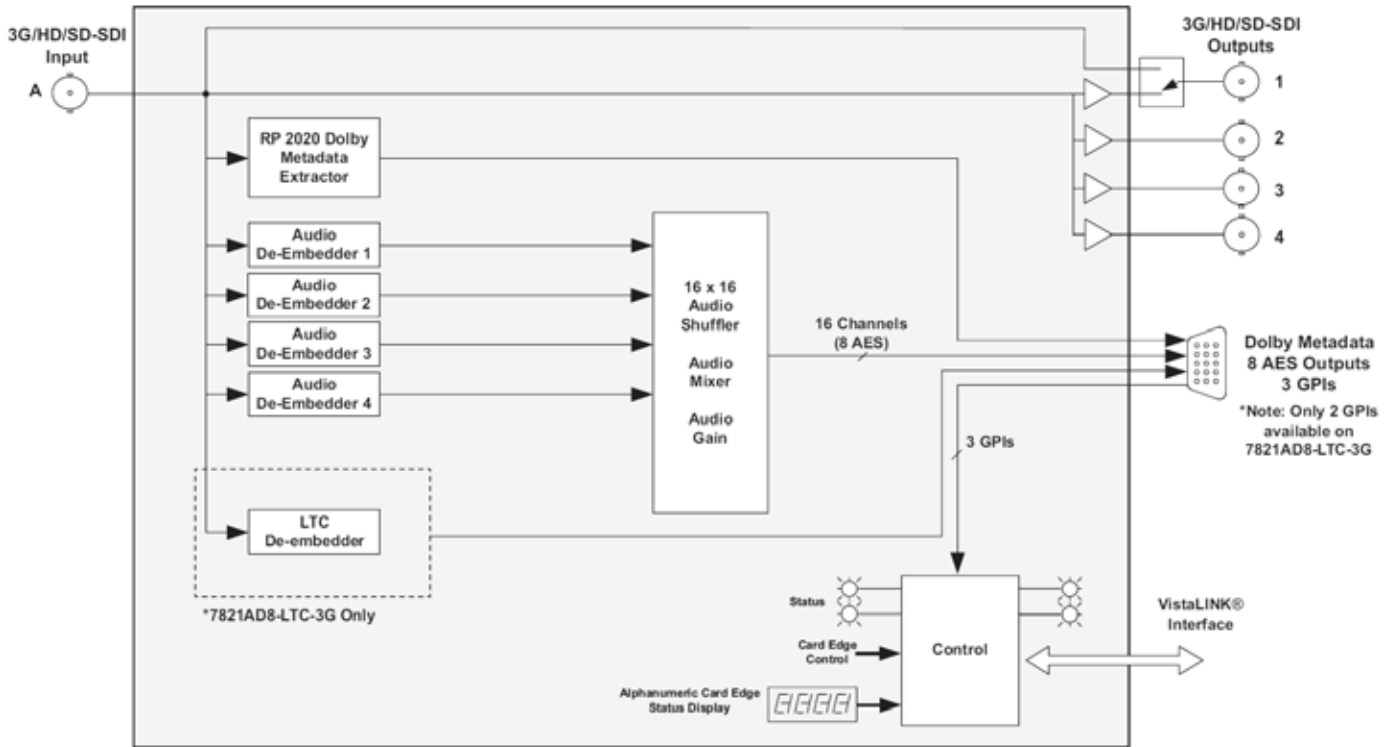 3G/HD/SD-SDI
Input
A
3G/HD/SD-SDI
Outputs
1
2
3
4
RP 2020 Dolby
Metadata
Extractor
Audio
De-Embedder 1
Audio
De-Embedder 2
Audio
De-Embedder 3
Audio
De-Embedder 4
16 x 16
Audio
Shuffler
Audio
Mixer
Audio
Gain
16 Channels
(8 AES)
Dolby Metadata
8 AES Outputs
3 GPIs
*Note: Only 2 GPIs
available on
7821AD8-LTC-3G
3 GPIs
LTC
De-embedder
*7821AD8-LTC-3G Only
Status
Card Edge
Control
Alphanumeric Card Edge
Status Display
Control
VistaLINK®
Interface